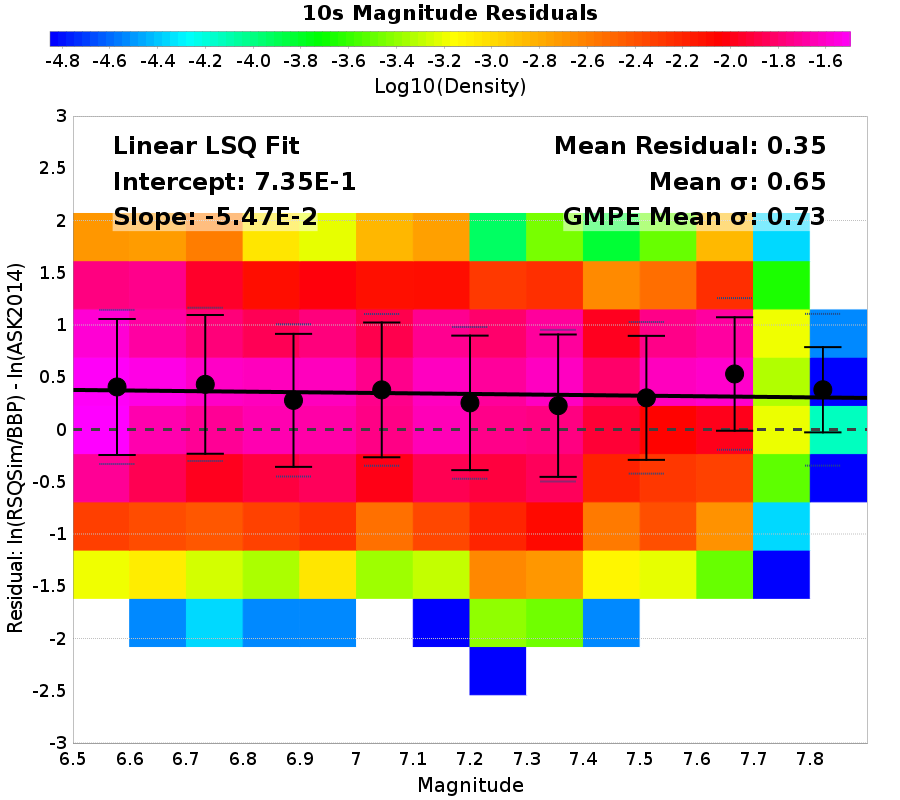 10s Magnitude Residuals
-4.8 -4.6 -4.4 -4.2 -4.0 -3.8 -3.6 -3.4 -3.2 -3.0 -2.8 -2.6 -2.4 -2.2 -2.0 -1.8 -1.6
Log10(Density)
Linear LSQ Fit
Intercept: 7.35E-1
Slope: -5.47E-2
Mean Residual: 0.35
Mean σ: 0.65
GMPE Mean σ: 0.73
Residual: ln(RSQSim/BBP) - ln(ASK2014)
3
2.5
2
1.5
1
0.5
0
-0.5
-1
-1.5
-2
-2.5
-3
6.5 6.6 6.7 6.8 6.9 7 7.1 7.2 7.3 7.4 7.5 7.6 7.7 7.8
Magnitude